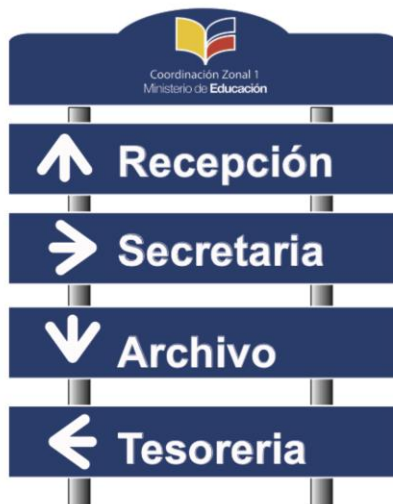 Coordinación Zonal 1
Ministerio de Educación
Recepción
Secretaria
Archivo
Tesoreria